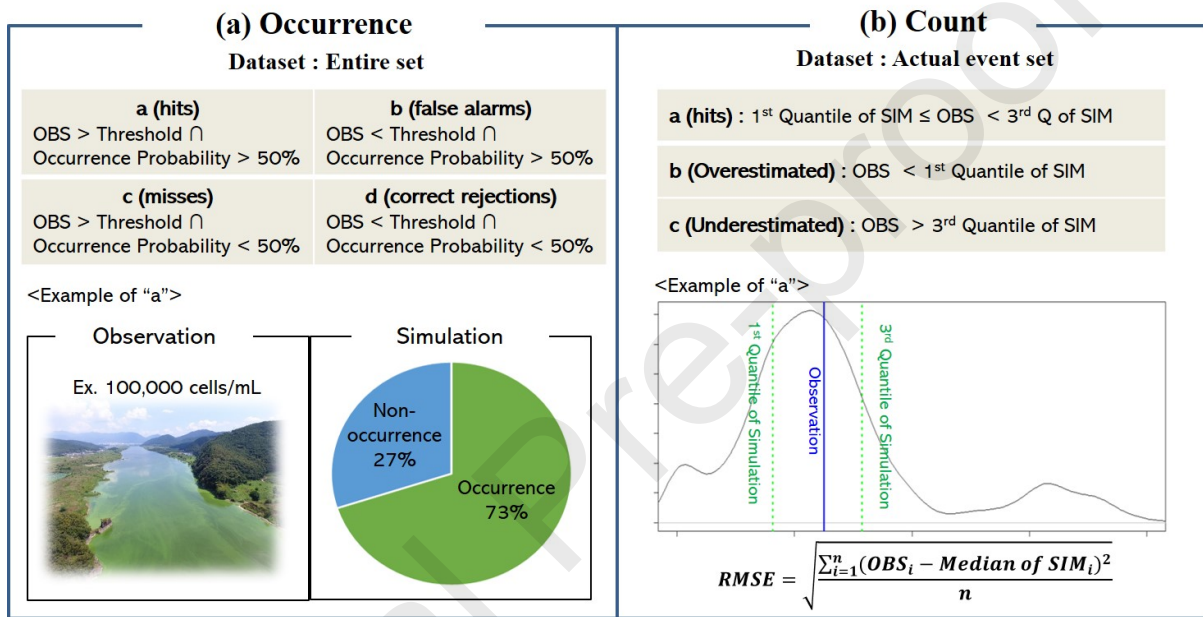 (a) Occurrence
Dataset : Entire set
a (hits)
OBS > Threshold ∩
Occurrence Probability > 50%
b (false alarms)
OBS < Threshold ∩
Occurrence Probability > 50%
c (misses)
OBS > Threshold ∩
Occurrence Probability < 50%
d (correct rejections)
OBS < Threshold ∩
Occurrence Probability < 50%
<Example of “a”>
Observation
Ex. 100,000 cells/mL
Simulation
Non-
occurrence
27%
Occurrence
73%
(b) Count
Dataset : Actual event set
a (hits) : 1st Quantile of SIM ≤ OBS < 3rd Q of SIM
b (Overestimated) : OBS < 1st Quantile of SIM
c (Underestimated) : OBS > 3rd Quantile of SIM
<Example of “a”>
1st Quantile of Simulation
Observation
3rd Quantile of Simulation
RMSE = √(∑ⁿᵢ₌₁(OBSᵢ − Median of SIMᵢ)² / n)
Pre-proof